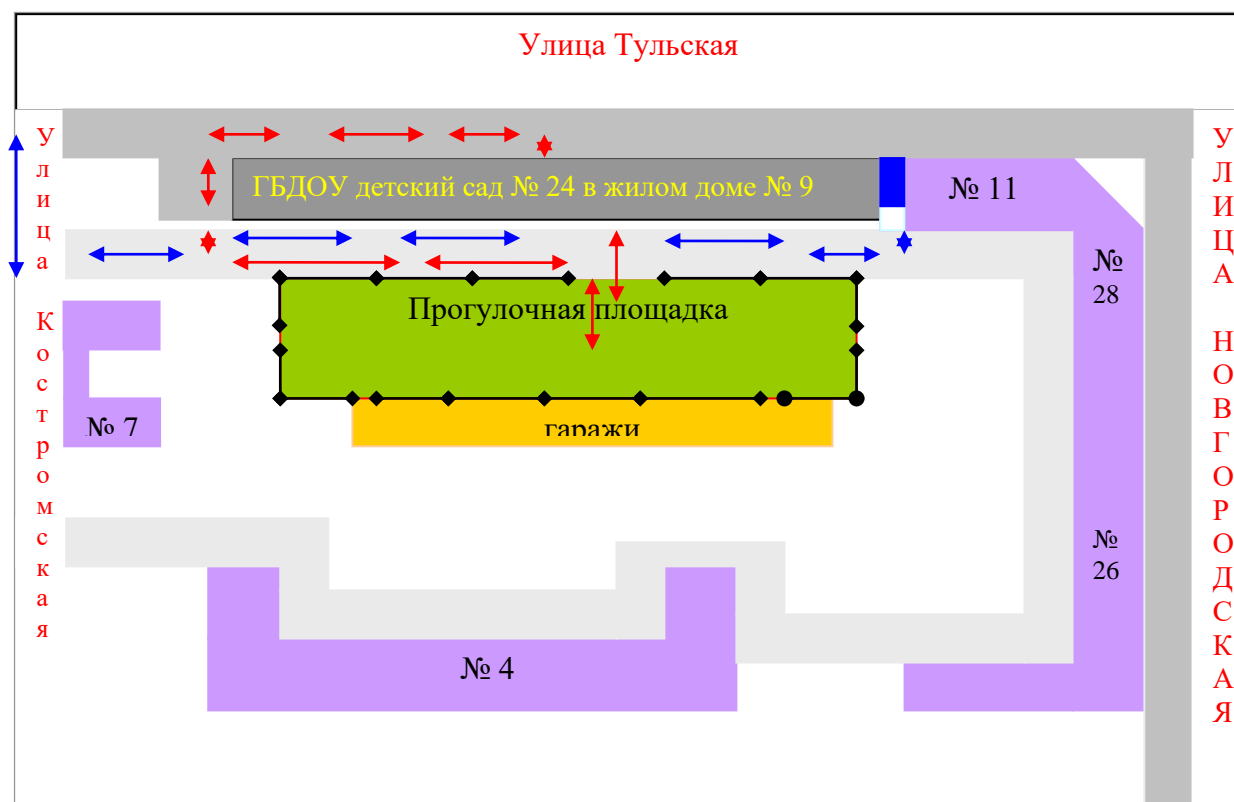 Улица Тульская
Улица Костромская
ГБДОУ детский сад № 24 в жилом доме № 9
№ 11
УЛИЦА НОВГОРОДСКАЯ
№
28
Прогулочная площадка
№ 7
гаражи
№
26
№ 4